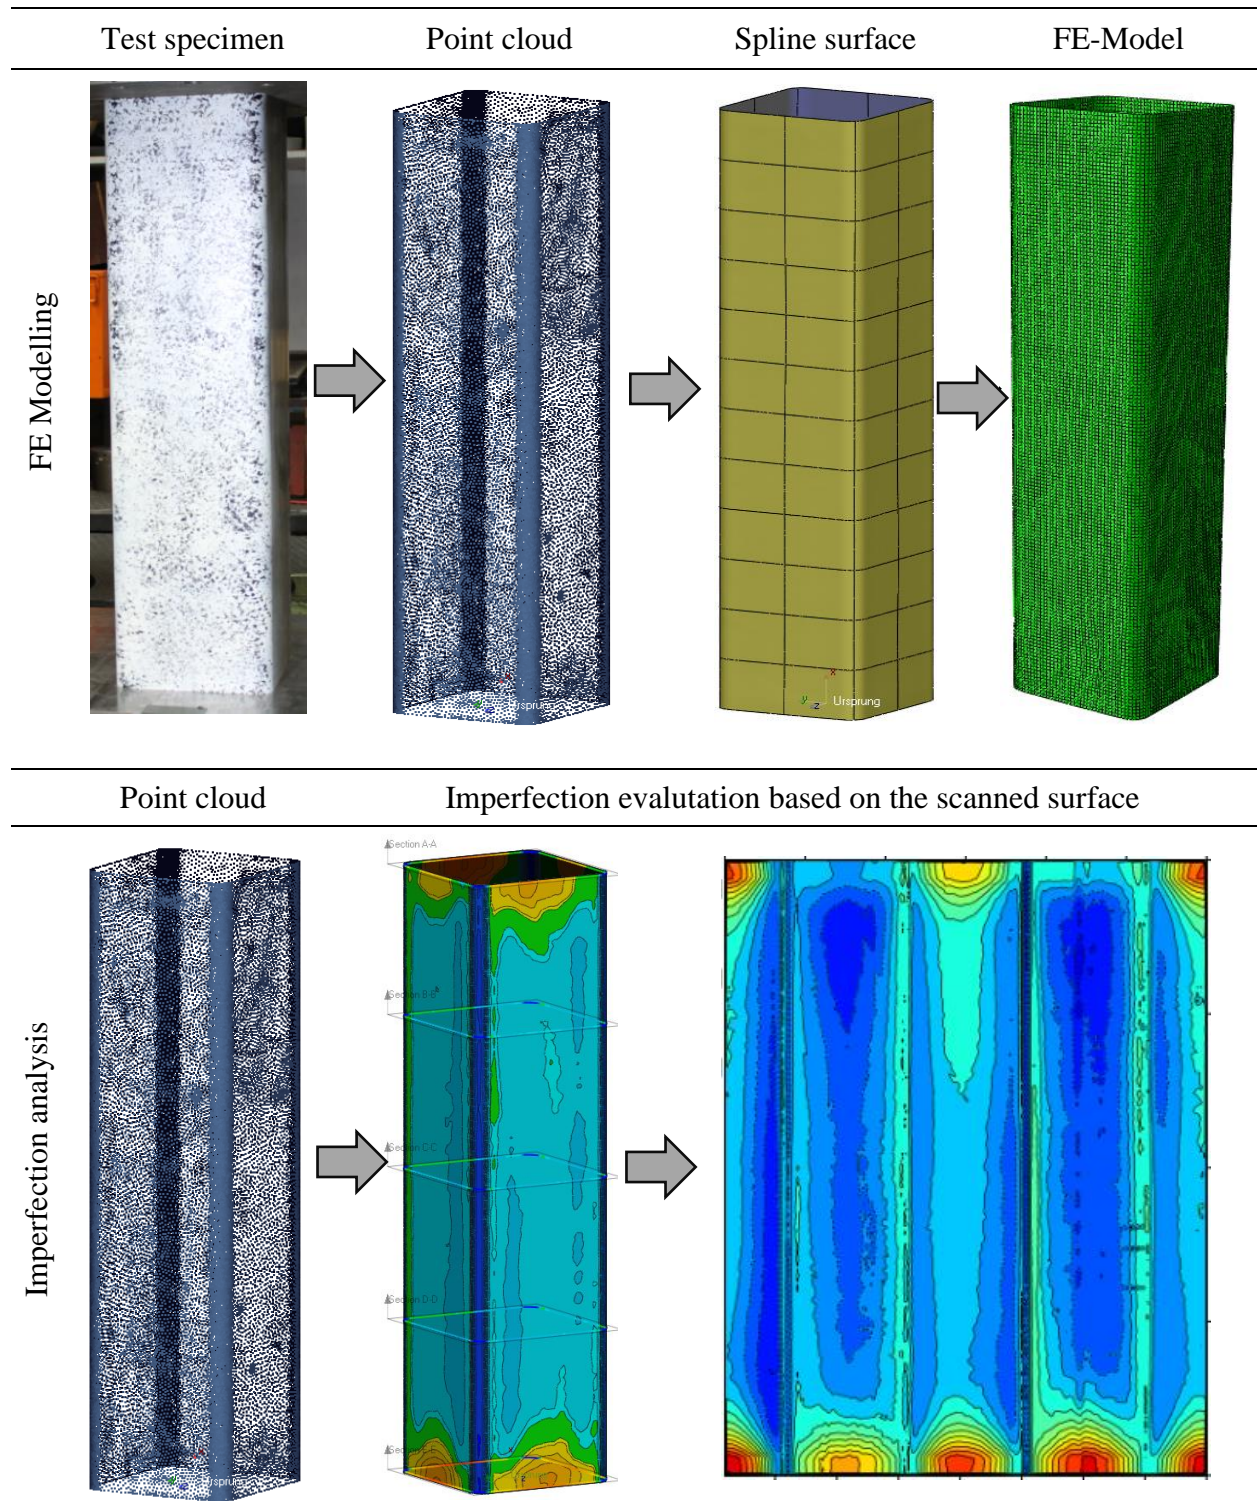 Test specimen Point cloud Spline surface FE-Model
FE Modelling
Ursprung
x
y
z Ursprung
Point cloud Imperfection evalutation based on the scanned surface
Imperfection analysis
Section A-A
Section B-B
Section C-C
Section D-D
Section E-E
Ursprung
z